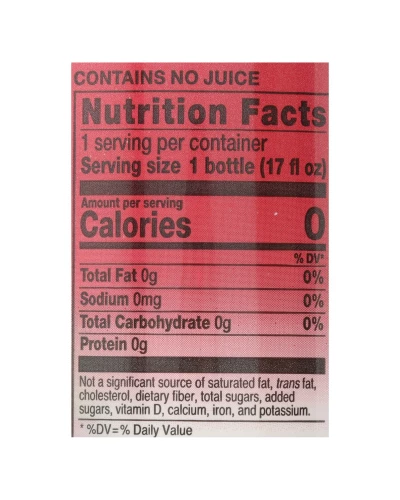 CONTAINS NO JUICE
Nutrition Facts
1 serving per container
Serving size 1 bottle (17 fl oz)
Amount per serving
Calories 0
% DV*
Total Fat 0g 0%
Sodium 0mg 0%
Total Carbohydrate 0g 0%
Protein 0g
Not a significant source of saturated fat, trans fat,
cholesterol, dietary fiber, total sugars, added
sugars, vitamin D, calcium, iron, and potassium.
*%DV=% Daily Value